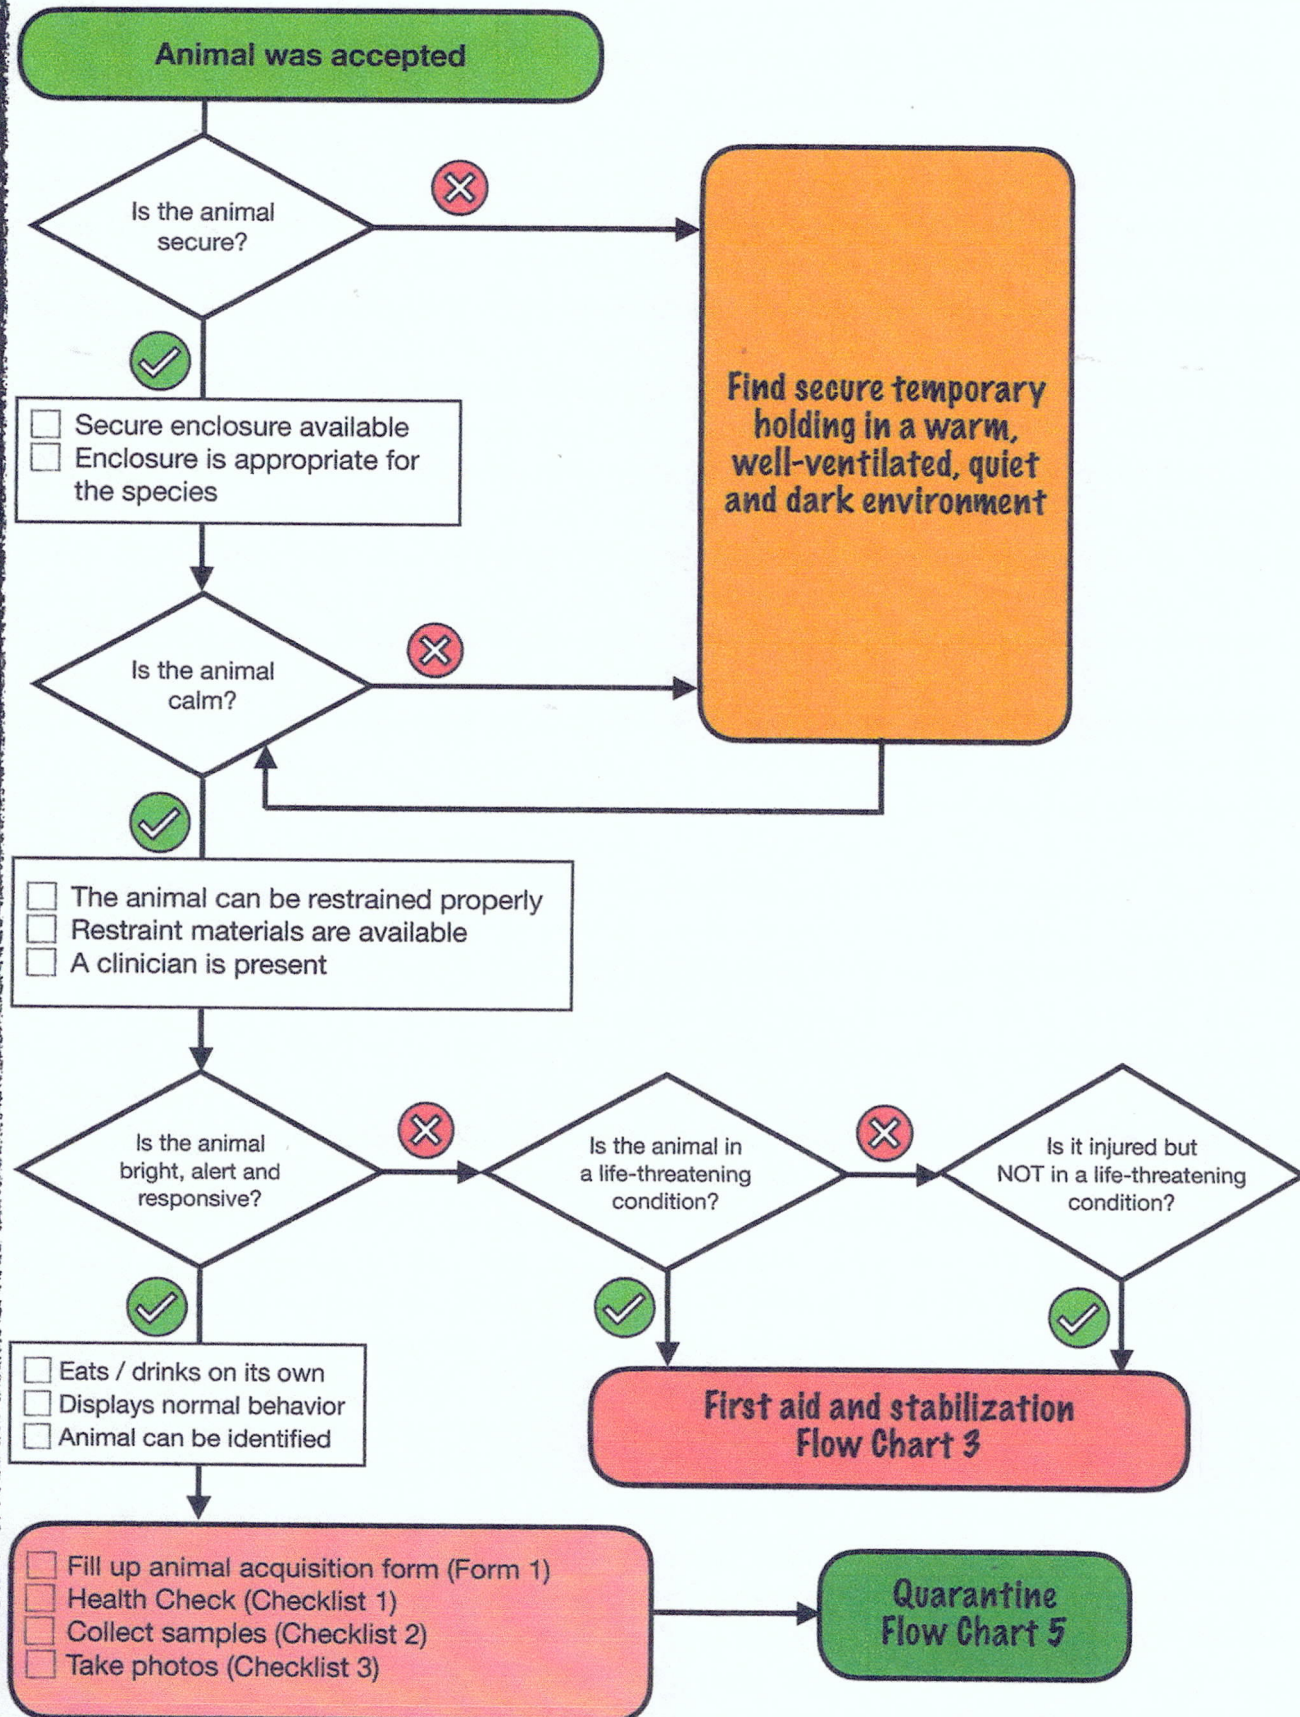 Animal was accepted
Is the animal
secure?
Find secure temporary
holding in a warm,
well-ventilated, quiet
and dark environment
Secure enclosure available
Enclosure is appropriate for
the species
Is the animal
calm?
The animal can be restrained properly
Restraint materials are available
A clinician is present
Is the animal
bright, alert and
responsive?
Is the animal in
a life-threatening
condition?
Is it injured but
NOT in a life-threatening
condition?
Eats / drinks on its own
Displays normal behavior
Animal can be identified
First aid and stabilization
Flow Chart 3
Fill up animal acquisition form (Form 1)
Health Check (Checklist 1)
Collect samples (Checklist 2)
Take photos (Checklist 3)
Quarantine
Flow Chart 5